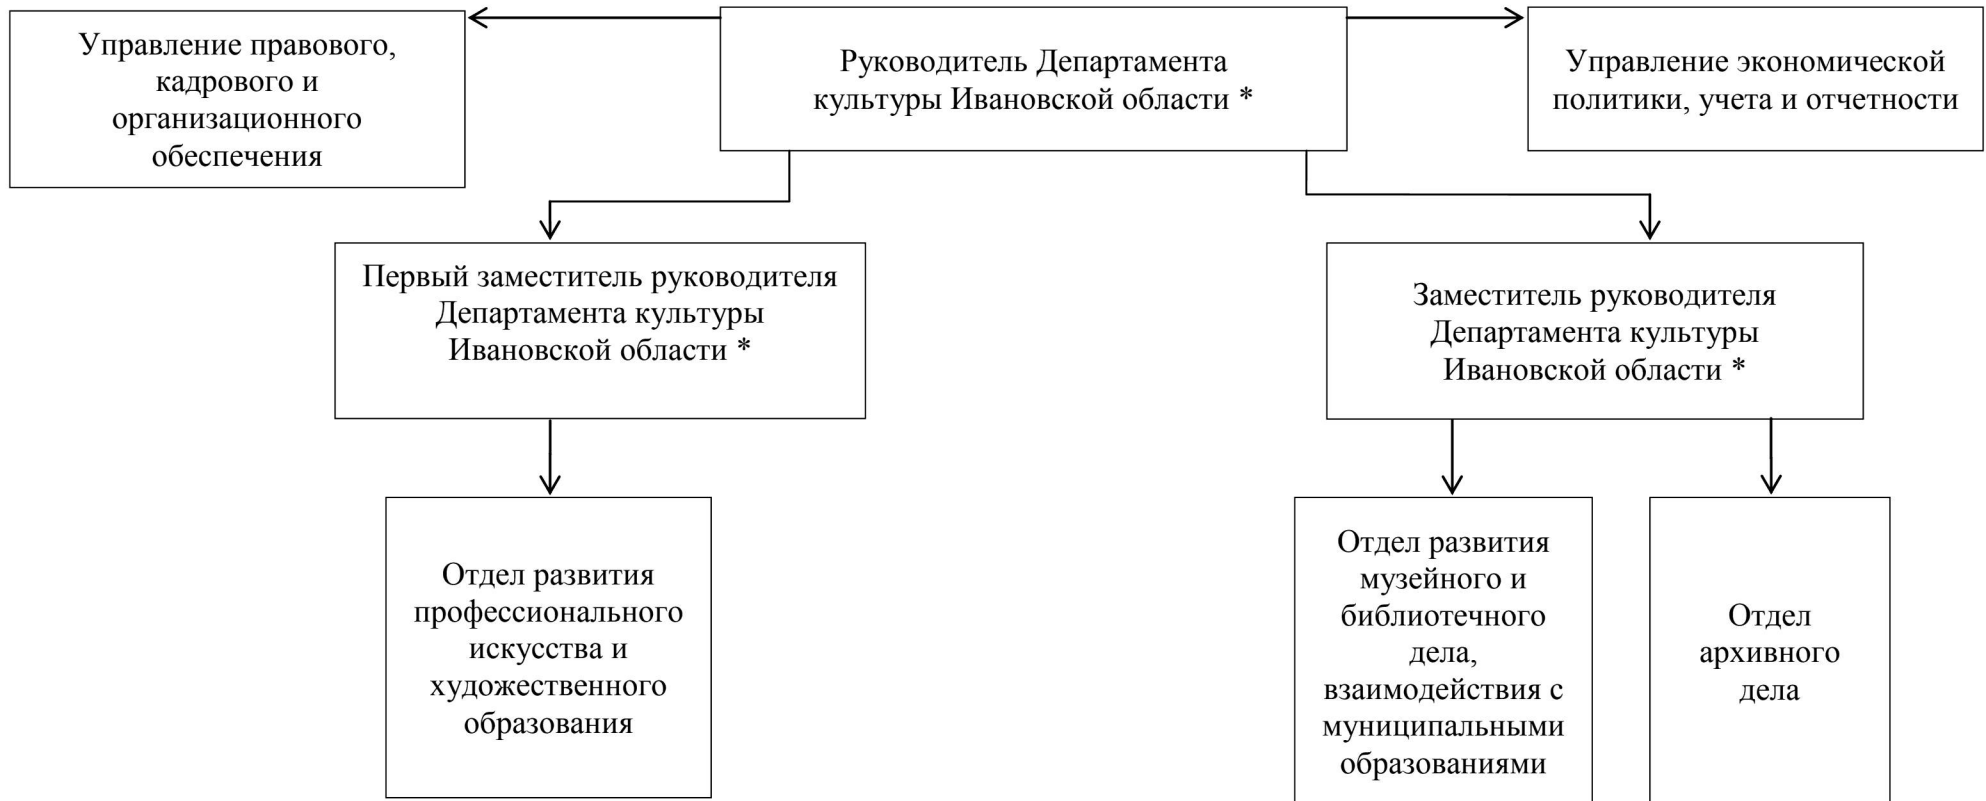 Управление правового,
кадрового и
организационного
обеспечения
Руководитель Департамента
культуры Ивановской области *
Управление экономической
политики, учета и отчетности
Первый заместитель руководителя
Департамента культуры
Ивановской области *
Заместитель руководителя
Департамента культуры
Ивановской области *
Отдел развития
профессионального
искусства и
художественного
образования
Отдел развития
музейного и
библиотечного
дела,
взаимодействия с
муниципальными
образованиями
Отдел
архивного
дела